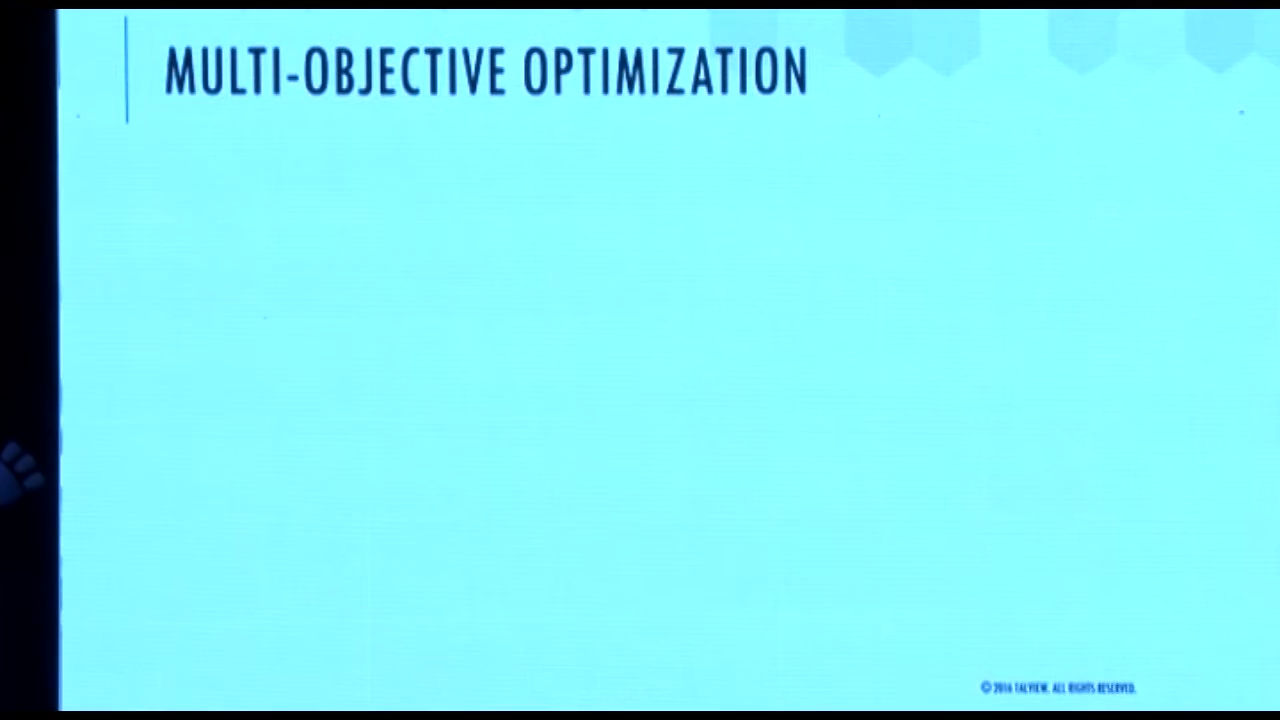 MULTI-OBJECTIVE OPTIMIZATION
© 2016 TALVIEW. ALL RIGHTS RESERVED.